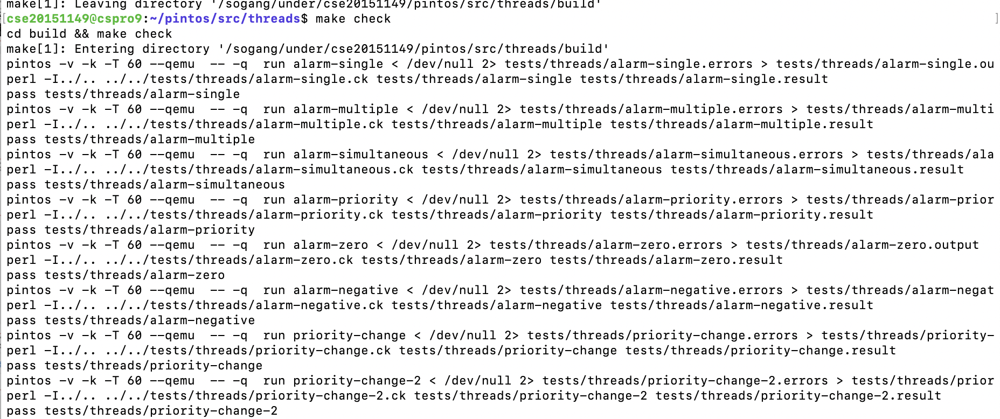 make[1]: Leaving directory '/sogang/under/cse20151149/pintos/src/threads/build'
[cse20151149@cspro9:~/pintos/src/threads$ make check ]
cd build && make check
make[1]: Entering directory '/sogang/under/cse20151149/pintos/src/threads/build'
pintos -v -k -T 60 --qemu  -- -q  run alarm-single < /dev/null 2> tests/threads/alarm-single.errors > tests/threads/alarm-single.ou
perl -I../.. ../../tests/threads/alarm-single.ck tests/threads/alarm-single tests/threads/alarm-single.result
pass tests/threads/alarm-single
pintos -v -k -T 60 --qemu  -- -q  run alarm-multiple < /dev/null 2> tests/threads/alarm-multiple.errors > tests/threads/alarm-multi
perl -I../.. ../../tests/threads/alarm-multiple.ck tests/threads/alarm-multiple tests/threads/alarm-multiple.result
pass tests/threads/alarm-multiple
pintos -v -k -T 60 --qemu  -- -q  run alarm-simultaneous < /dev/null 2> tests/threads/alarm-simultaneous.errors > tests/threads/ala
perl -I../.. ../../tests/threads/alarm-simultaneous.ck tests/threads/alarm-simultaneous tests/threads/alarm-simultaneous.result
pass tests/threads/alarm-simultaneous
pintos -v -k -T 60 --qemu  -- -q  run alarm-priority < /dev/null 2> tests/threads/alarm-priority.errors > tests/threads/alarm-prior
perl -I../.. ../../tests/threads/alarm-priority.ck tests/threads/alarm-priority tests/threads/alarm-priority.result
pass tests/threads/alarm-priority
pintos -v -k -T 60 --qemu  -- -q  run alarm-zero < /dev/null 2> tests/threads/alarm-zero.errors > tests/threads/alarm-zero.output
perl -I../.. ../../tests/threads/alarm-zero.ck tests/threads/alarm-zero tests/threads/alarm-zero.result
pass tests/threads/alarm-zero
pintos -v -k -T 60 --qemu  -- -q  run alarm-negative < /dev/null 2> tests/threads/alarm-negative.errors > tests/threads/alarm-negat
perl -I../.. ../../tests/threads/alarm-negative.ck tests/threads/alarm-negative tests/threads/alarm-negative.result
pass tests/threads/alarm-negative
pintos -v -k -T 60 --qemu  -- -q  run priority-change < /dev/null 2> tests/threads/priority-change.errors > tests/threads/priority-
perl -I../.. ../../tests/threads/priority-change.ck tests/threads/priority-change tests/threads/priority-change.result
pass tests/threads/priority-change
pintos -v -k -T 60 --qemu  -- -q  run priority-change-2 < /dev/null 2> tests/threads/priority-change-2.errors > tests/threads/prior
perl -I../.. ../../tests/threads/priority-change-2.ck tests/threads/priority-change-2 tests/threads/priority-change-2.result
pass tests/threads/priority-change-2